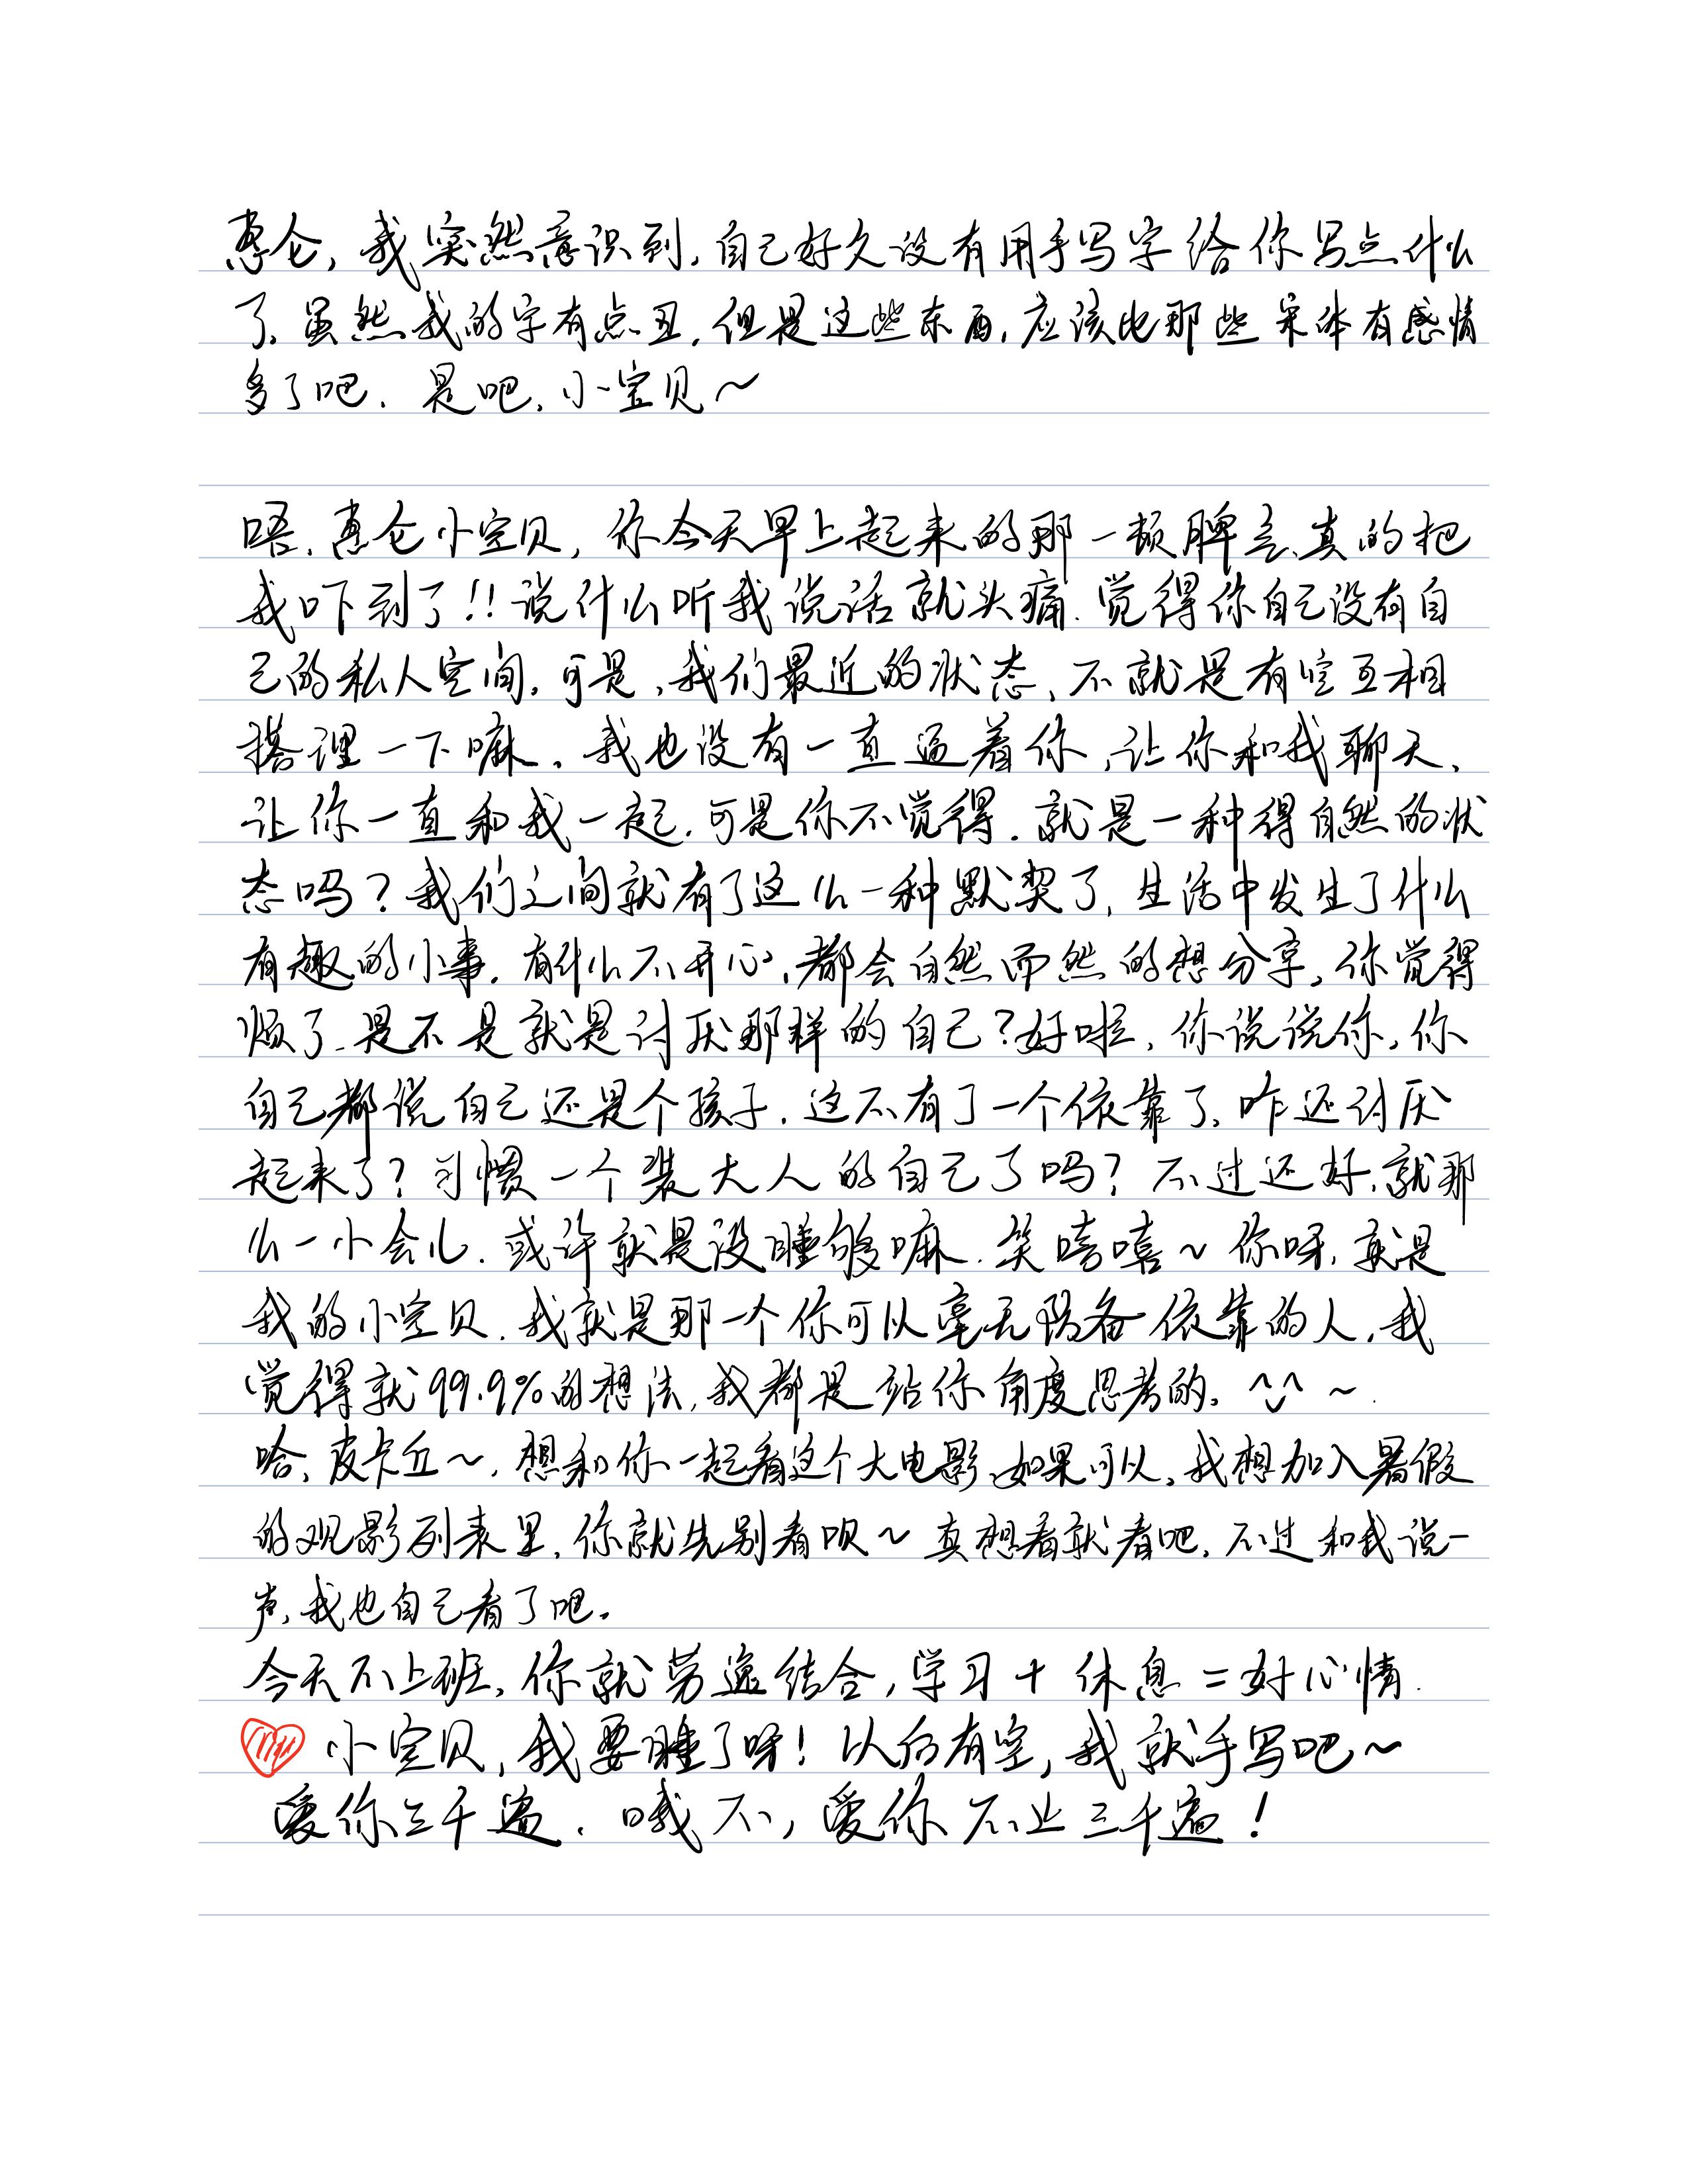 惠仑，我突然意识到，自己好久没有用手写字给你写点什么
了，虽然我的字有点丑，但是这些东西，应该比那些宋体有感情
多了吧，是吧，小宝贝～
唔，惠仑小宝贝，你今天早上起来的那一顿脾气，真的把
我吓到了!!说什么听我说话就头痛，觉得你自己没有自
己的私人空间。可是，我们最近的状态，不就是有空互相
搭理一下嘛，我也没有一直逼着你，让你和我聊天，
让你一直和我一起，可是你不觉得，就是一种得自然的状
态吗？我们之间就有了这么一种默契了，生活中发生了什么
有趣的小事，有什么不开心，都会自然而然的想分享。你觉得
烦了，是不是就是讨厌那样的自己？好啦，你说说你，你
自己都说自己还是个孩子，这不有了一个依靠了，咋还讨厌
起来了？习惯一个装大人的自己了吗？不过还好，就那
么一小会儿，或许就是没睡够嘛，笑嘻嘻～你呀，就是
我的小宝贝，我就是那一个你可以毫无防备依靠的人，我
觉得就99.9%的想法，我都是站你角度思考的。^◡^～
哈，皮卡丘～，想和你一起看这个大电影，如果可以，我想加入暑假
的观影列表里，你就先别看呗～真想看就看吧，不过和我说一
声，我也自己看了吧。
今天不上班，你就劳逸结合，学习＋休息＝好心情.
小宝贝，我要睡了呀！以后有空，我就手写吧～
爱你三千遍，哦不，爱你不止三千遍！